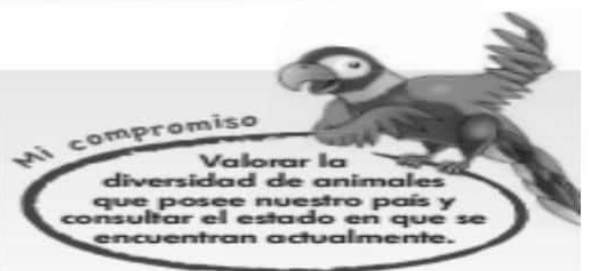 Mi compromiso
Valorar la
diversidad de animales
que posee nuestro país y
consultar el estado en que se
encuentran actualmente.